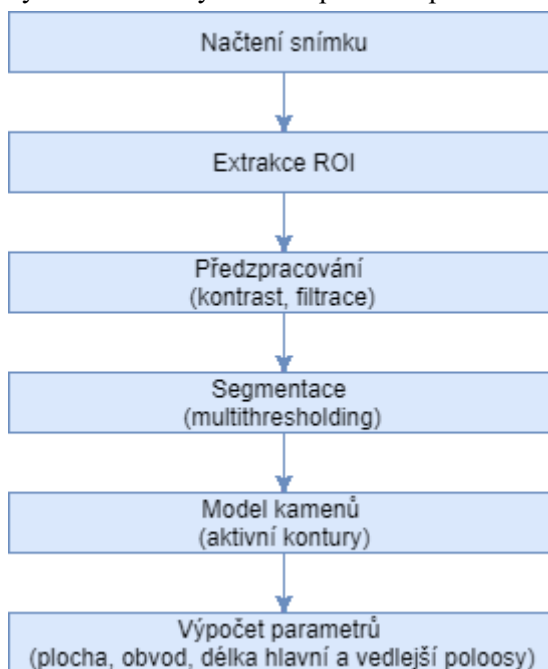 Načtení snímku
Extrakce ROI
Předzpracování
(kontrast, filtrace)
Segmentace
(multithresholding)
Model kamenů
(aktivní kontury)
Výpočet parametrů
(plocha, obvod, délka hlavní a vedlejší poloosy)